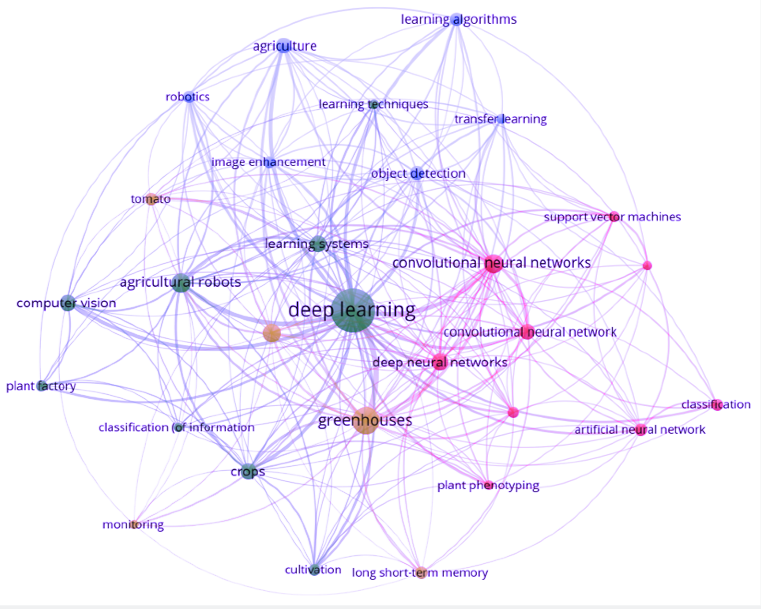 learning algorithms
agriculture
robotics
learning techniques
transfer learning
image enhancement
object detection
tomato
support vector machines
learning systems
convolutional neural networks
agricultural robots
computer vision
deep learning
convolutional neural network
deep neural networks
plant factory
classification
greenhouses
classification (of information
artificial neural network
crops
plant phenotyping
monitoring
cultivation
long short-term memory